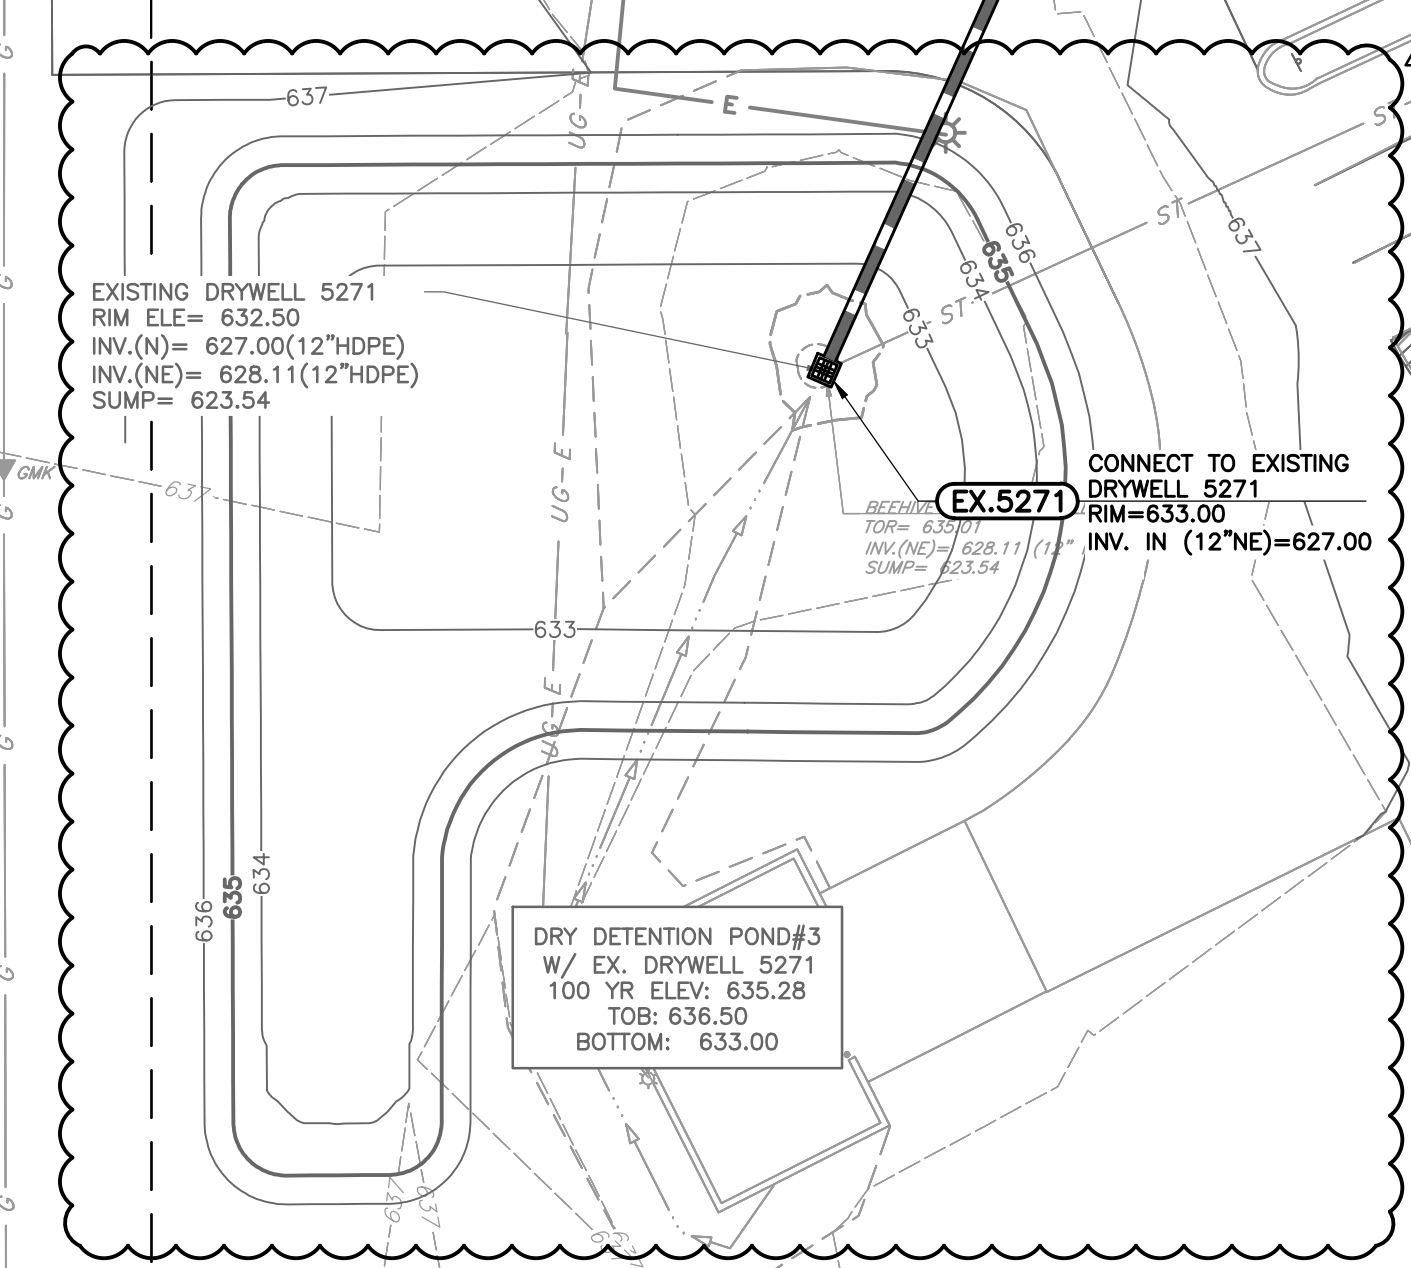 637
E
UG-E
G
ST
ST
ST
637
636
635
634
633
EXISTING DRYWELL 5271
RIM ELE= 632.50
INV.(N)= 627.00(12"HDPE)
INV.(NE)= 628.11(12"HDPE)
SUMP= 623.54
GMK
637
UG-E
CONNECT TO EXISTING
DRYWELL 5271
RIM=633.00
INV. IN (12"NE)=627.00
EX.5271
BEEHIVE
TOR= 635.01
INV.(NE)= 628.11 (12"
SUMP= 623.54
633
UG-E
636
635
634
DRY DETENTION POND#3
W/ EX. DRYWELL 5271
100 YR ELEV: 635.28
TOB: 636.50
BOTTOM: 633.00
637
637
G
G
G
G
G